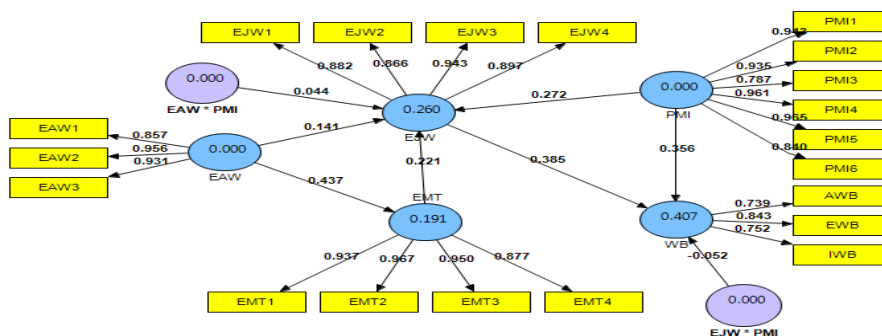 EJW1
EJW2
EJW3
EJW4
0.882
0.866
0.943
0.897
0.000
EAW * PMI
0.044
0.260
EJW
0.272
0.000
PMI
PMI1
PMI2
PMI3
PMI4
PMI5
PMI6
0.943
0.935
0.787
0.961
0.965
0.840
EAW1
EAW2
EAW3
0.857
0.956
0.931
0.000
EAW
0.141
0.221
0.437
0.385
0.356
EMT
0.191
0.937
0.967
0.950
0.877
EMT1
EMT2
EMT3
EMT4
0.407
WB
0.739
0.843
0.752
AWB
EWB
IWB
-0.052
0.000
EJW * PMI